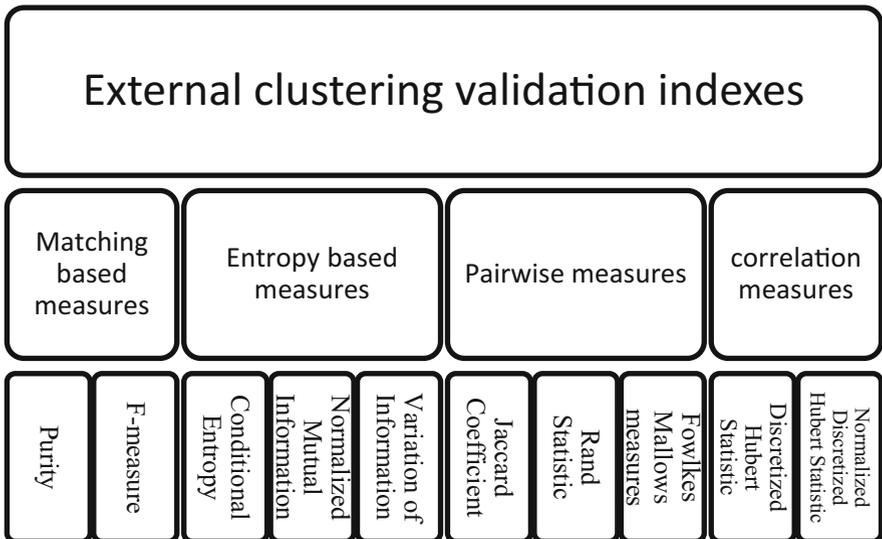 External clustering validation indexes
Matching
based
measures
Entropy based
measures
Pairwise measures
correlation
measures
Purity
F-measure
Conditional
Entropy
Normalized
Mutual
Information
Variation of
Information
Jaccard
Coefficient
Rand
Statistic
Fowlkes
Mallows
measures
Discretized
Hubert
Statistic
Normalized
Discretized
Hubert Statistic